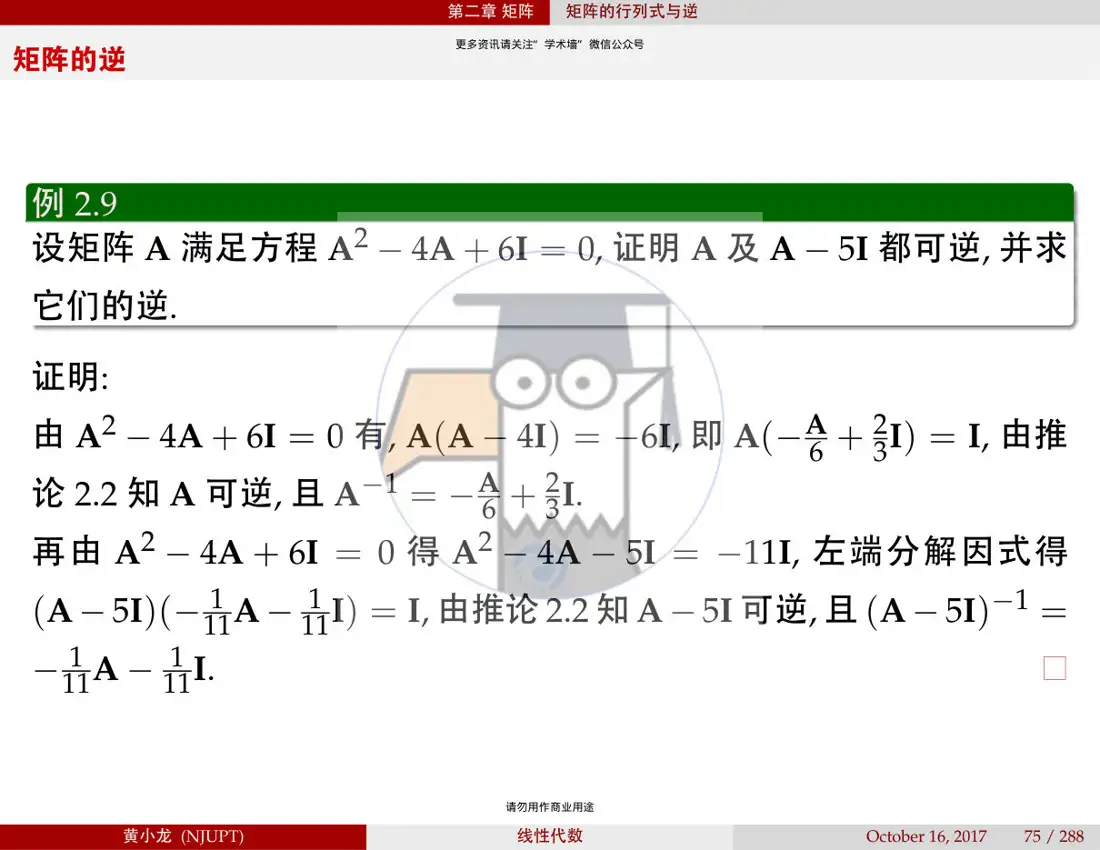 第二章 矩阵 矩阵的行列式与逆
更多资讯请关注“学术墙”微信公众号
矩阵的逆
例 2.9
设矩阵 A 满足方程 A² − 4A + 6I = 0, 证明 A 及 A − 5I 都可逆, 并求
它们的逆.
证明:
由 A² − 4A + 6I = 0 有, A(A − 4I) = −6I, 即 A(−A/6 + 2/3 I) = I, 由推
论 2.2 知 A 可逆, 且 A⁻¹ = −A/6 + 2/3 I.
再由 A² − 4A + 6I = 0 得 A² − 4A − 5I = −11I, 左端分解因式得
(A − 5I)(−1/11 A − 1/11 I) = I, 由推论 2.2 知 A − 5I 可逆, 且 (A − 5I)⁻¹ =
−1/11 A − 1/11 I.
请勿用作商业用途
黄小龙 (NJUPT) 线性代数 October 16, 2017 75 / 288